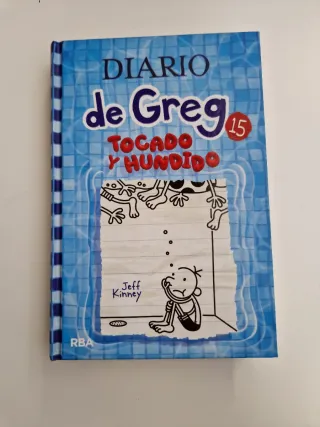 DIARIO
de Greg
15
TOCADO
Y HUNDIDO
Jeff
Kinney
RBA